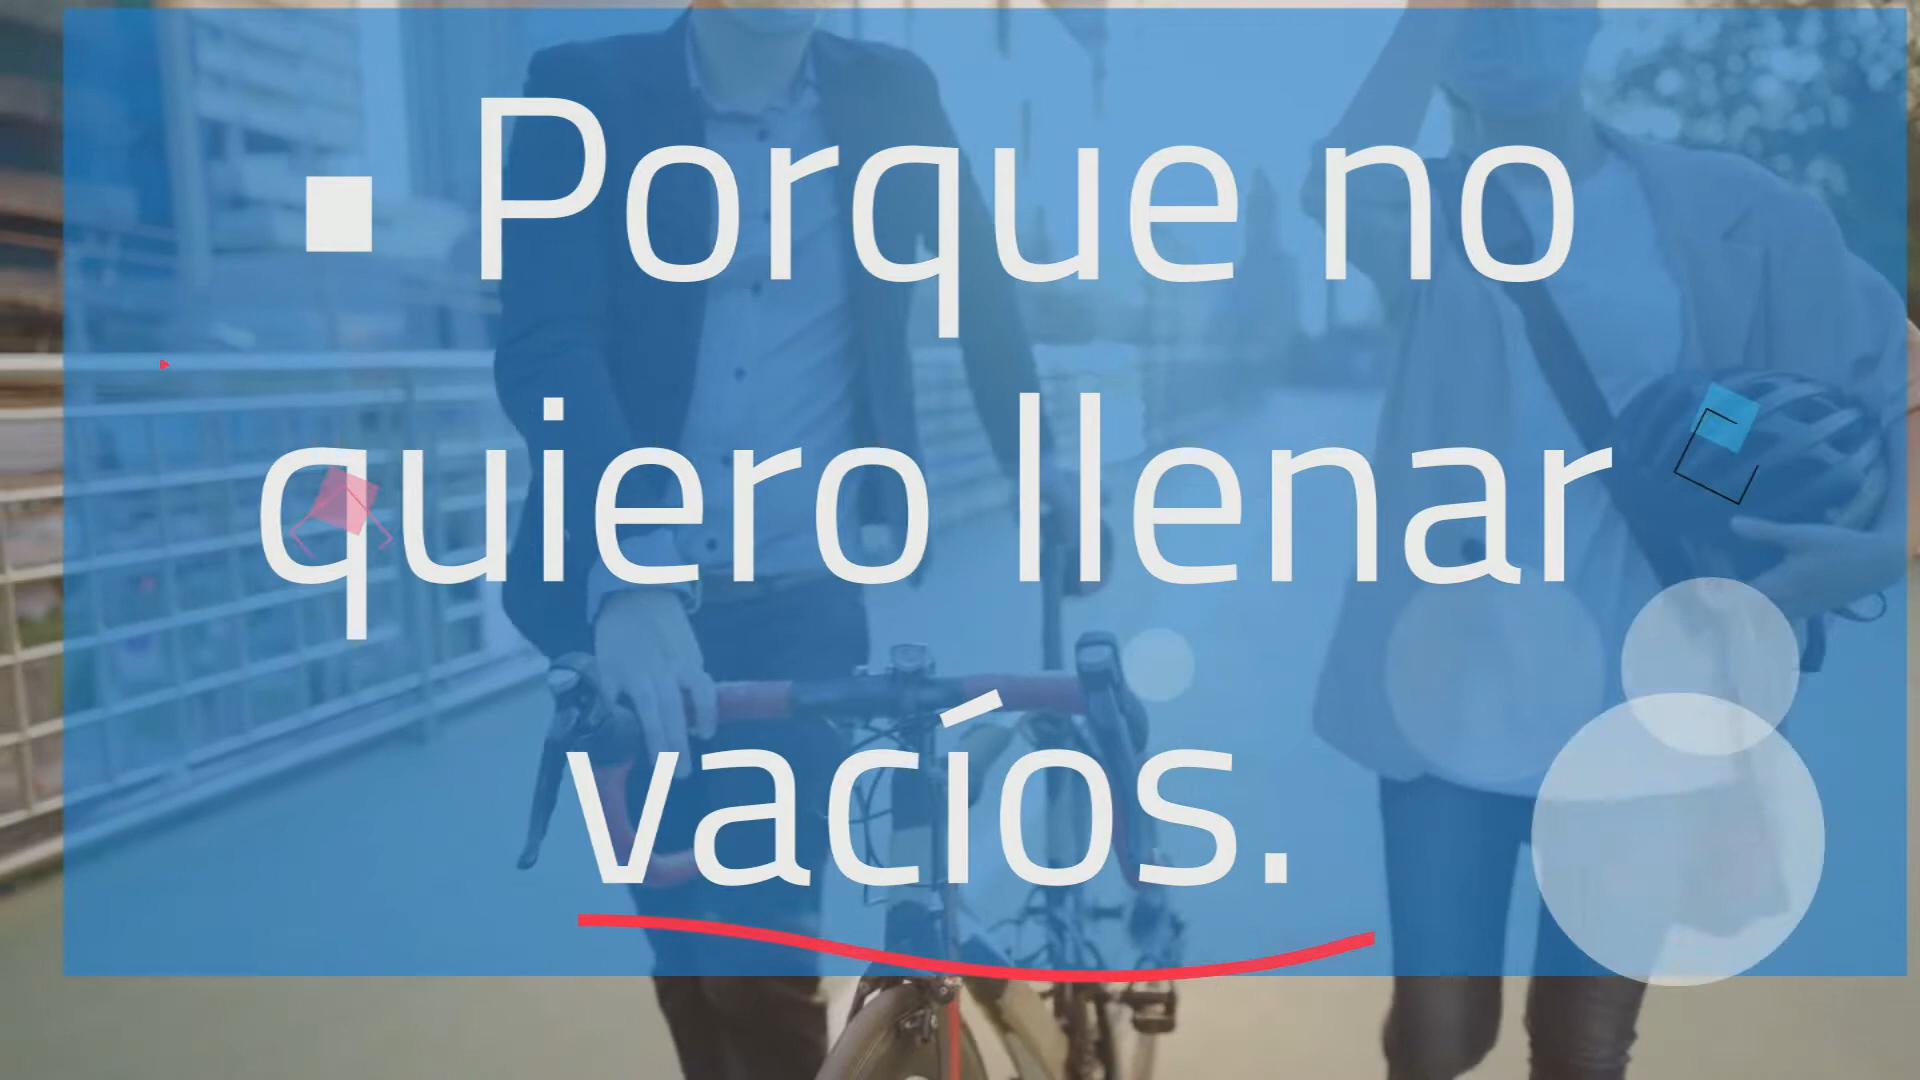 ▪ Porque no
quiero llenar
vacíos.